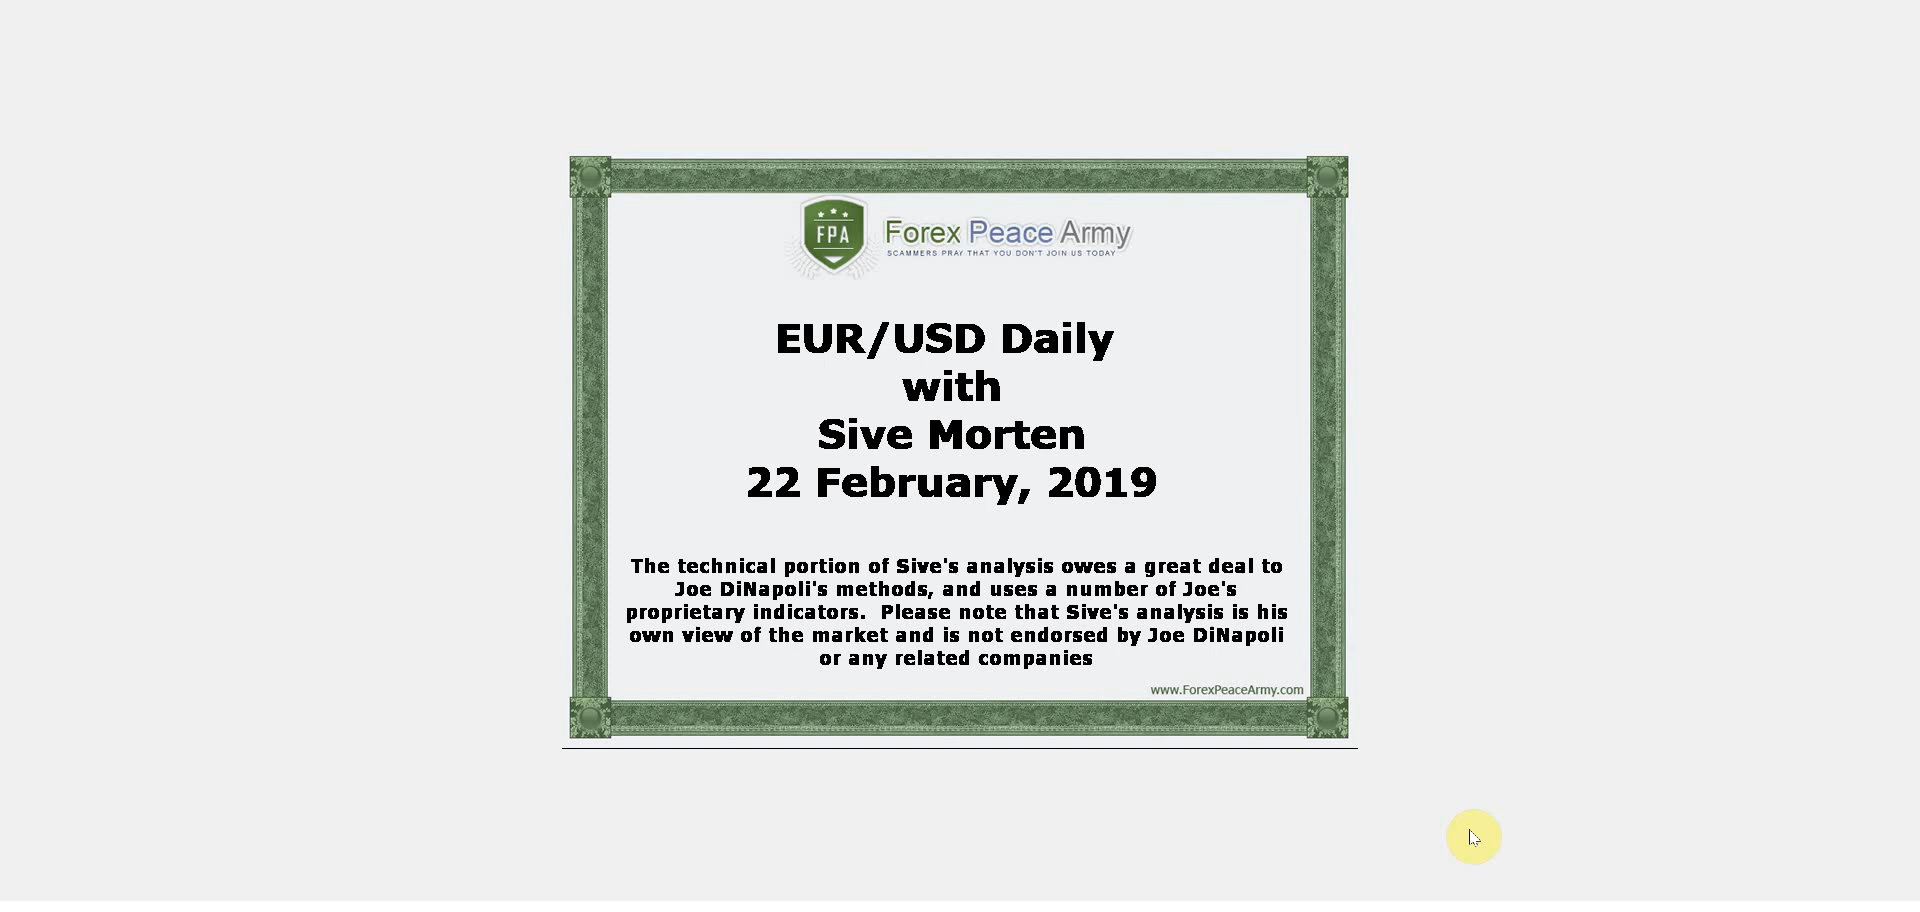 FPA
Forex Peace Army
SCAMMERS PRAY THAT YOU DON'T JOIN US TODAY
EUR/USD Daily
with
Sive Morten
22 February, 2019
The technical portion of Sive's analysis owes a great deal to
Joe DiNapoli's methods, and uses a number of Joe's
proprietary indicators.  Please note that Sive's analysis is his
own view of the market and is not endorsed by Joe DiNapoli
or any related companies
www.ForexPeaceArmy.com